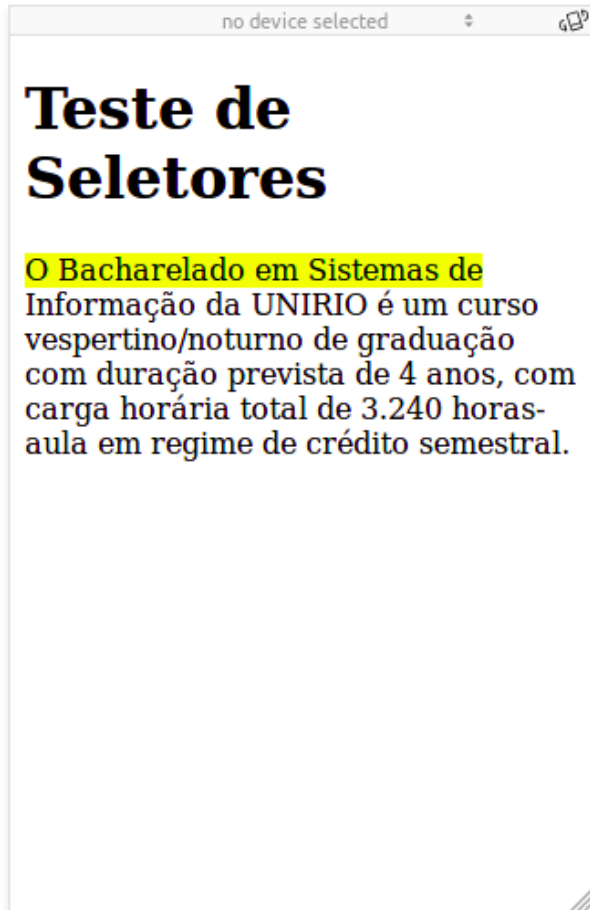 no device selected
Teste de
Seletores
O Bacharelado em Sistemas de
Informação da UNIRIO é um curso
vespertino/noturno de graduação
com duração prevista de 4 anos, com
carga horária total de 3.240 horas-
aula em regime de crédito semestral.